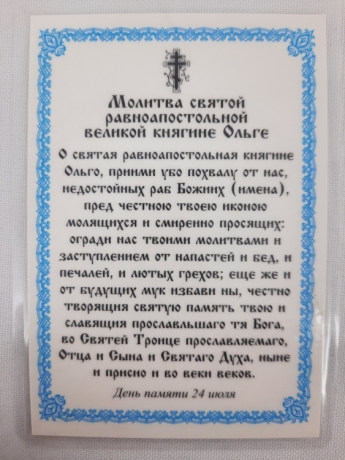 Молитва святой
равноапостольной
великой княгине Ольге
О святая равноапостольная княгине
Ольго, приими убо похвалу от нас,
недостойных раб Божиих (имена),
пред честною твоею иконою
молящихся и смиренно просящих:
огради нас твоими молитвами и
заступлением от напастей и бед, и
печалей, и лютых грехов; еще же и
от будущих мук избави ны, честно
творящия святую память твою и
славящия прославльшаго тя Бога,
во Святей Троице прославляемаго,
Отца и Сына и Святаго Духа, ныне
и присно и во веки веков.
День памяти 24 июля